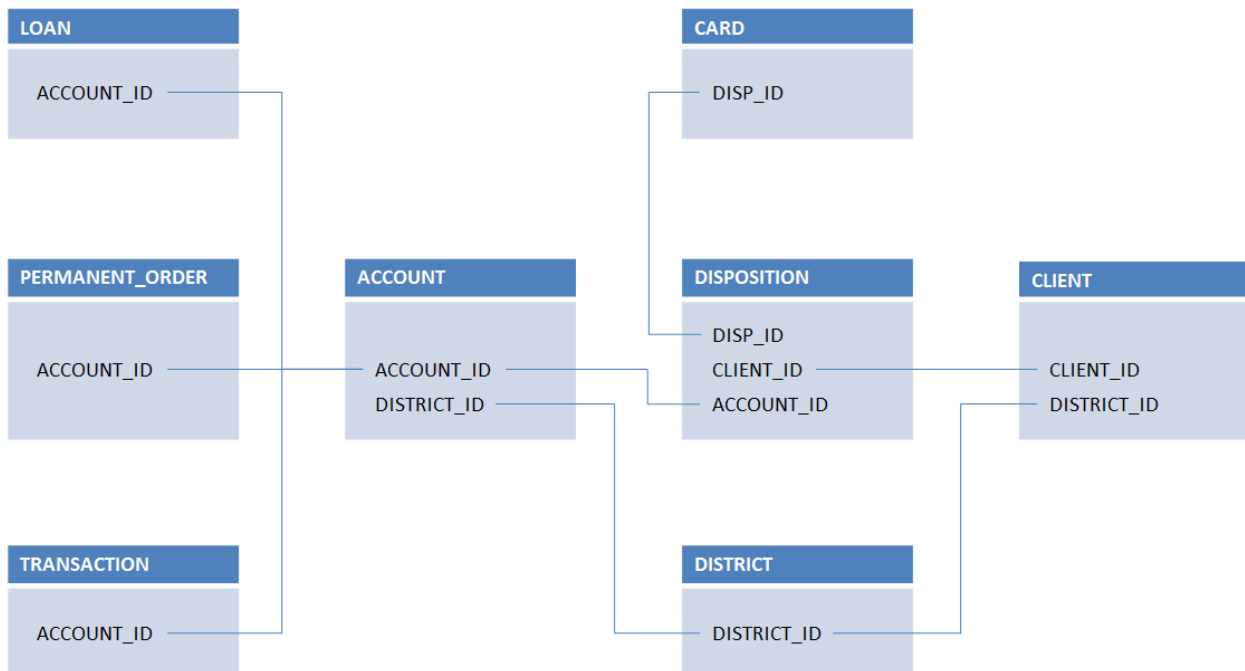 LOAN
ACCOUNT_ID
CARD
DISP_ID
PERMANENT_ORDER
ACCOUNT_ID
ACCOUNT
ACCOUNT_ID
DISTRICT_ID
DISPOSITION
DISP_ID
CLIENT_ID
ACCOUNT_ID
CLIENT
CLIENT_ID
DISTRICT_ID
TRANSACTION
ACCOUNT_ID
DISTRICT
DISTRICT_ID